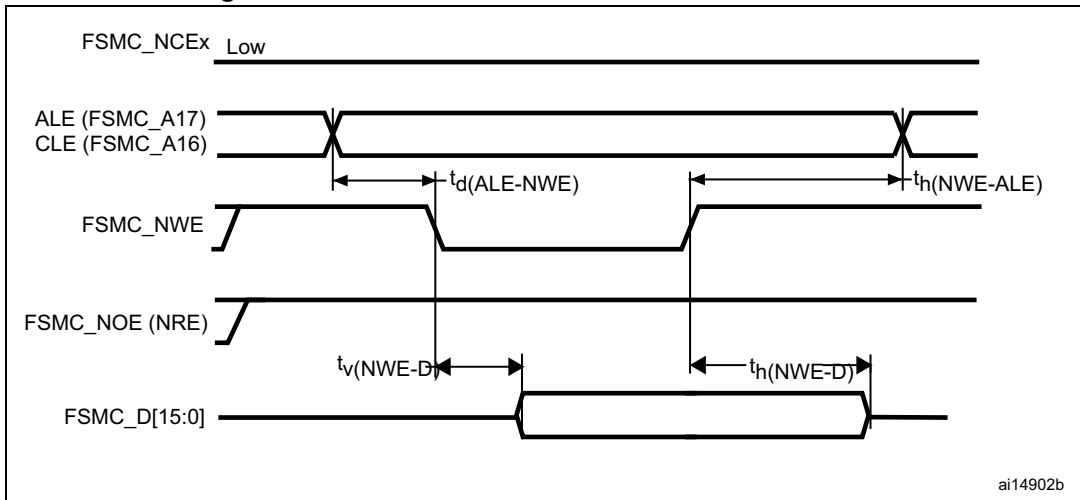 FSMC_NCEx Low
ALE (FSMC_A17)
CLE (FSMC_A16)
td(ALE-NWE)
th(NWE-ALE)
FSMC_NWE
FSMC_NOE (NRE)
tv(NWE-D)
th(NWE-D)
FSMC_D[15:0]
ai14902b